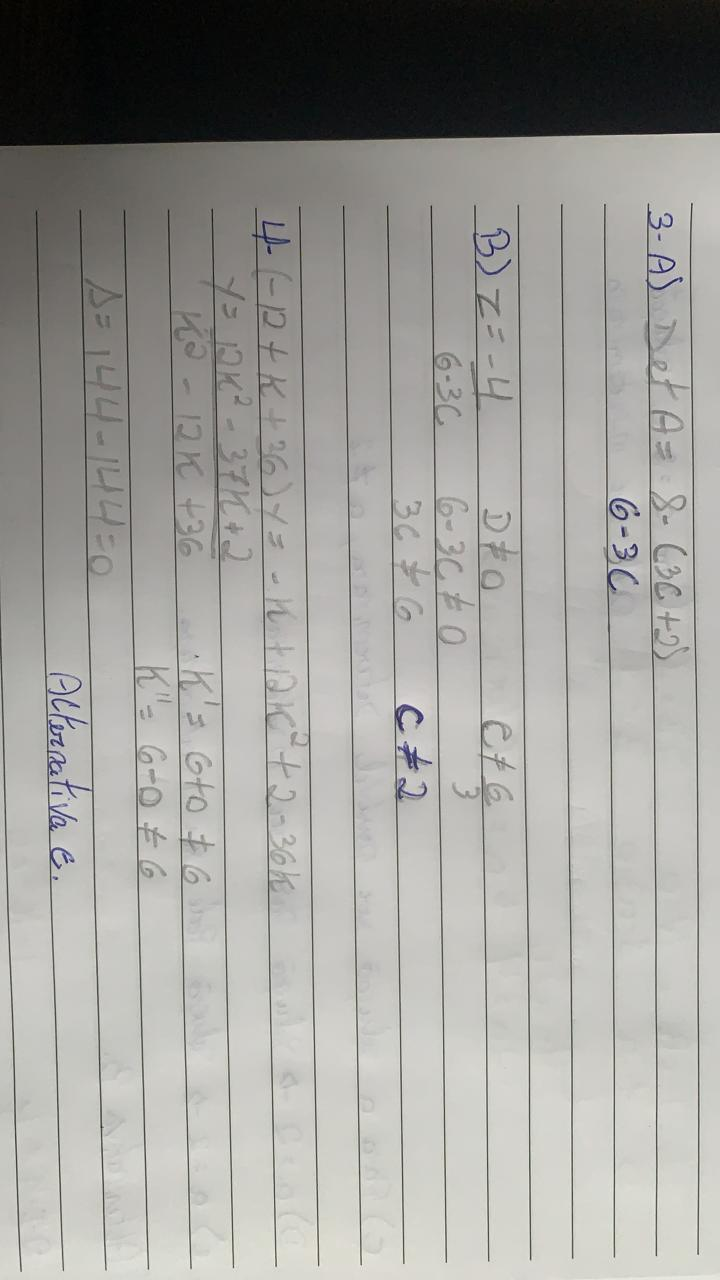 3- A) Det A = 8 - (3C + 2)
6 - 3C
B) Z = -4 D ≠ 0 C ≠ 6
6-3C 6-3C ≠ 0 3
3C ≠ 6 C ≠ 2
4- (-12 + K + 36) y = - K + 12K² + 2 - 36K
y = 12K² - 37K + 2
K² - 12K + 36 K' = 6+0 ≠ 6
K'' = 6-0 ≠ 6
Δ = 144 - 144 = 0
Alternativa C.